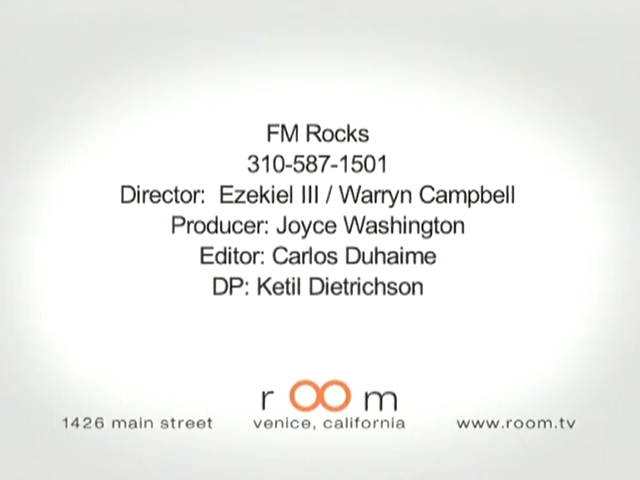 FM Rocks
310-587-1501
Director: Ezekiel III / Warryn Campbell
Producer: Joyce Washington
Editor: Carlos Duhaime
DP: Ketil Dietrichson
room
1426 main street venice, california www.room.tv